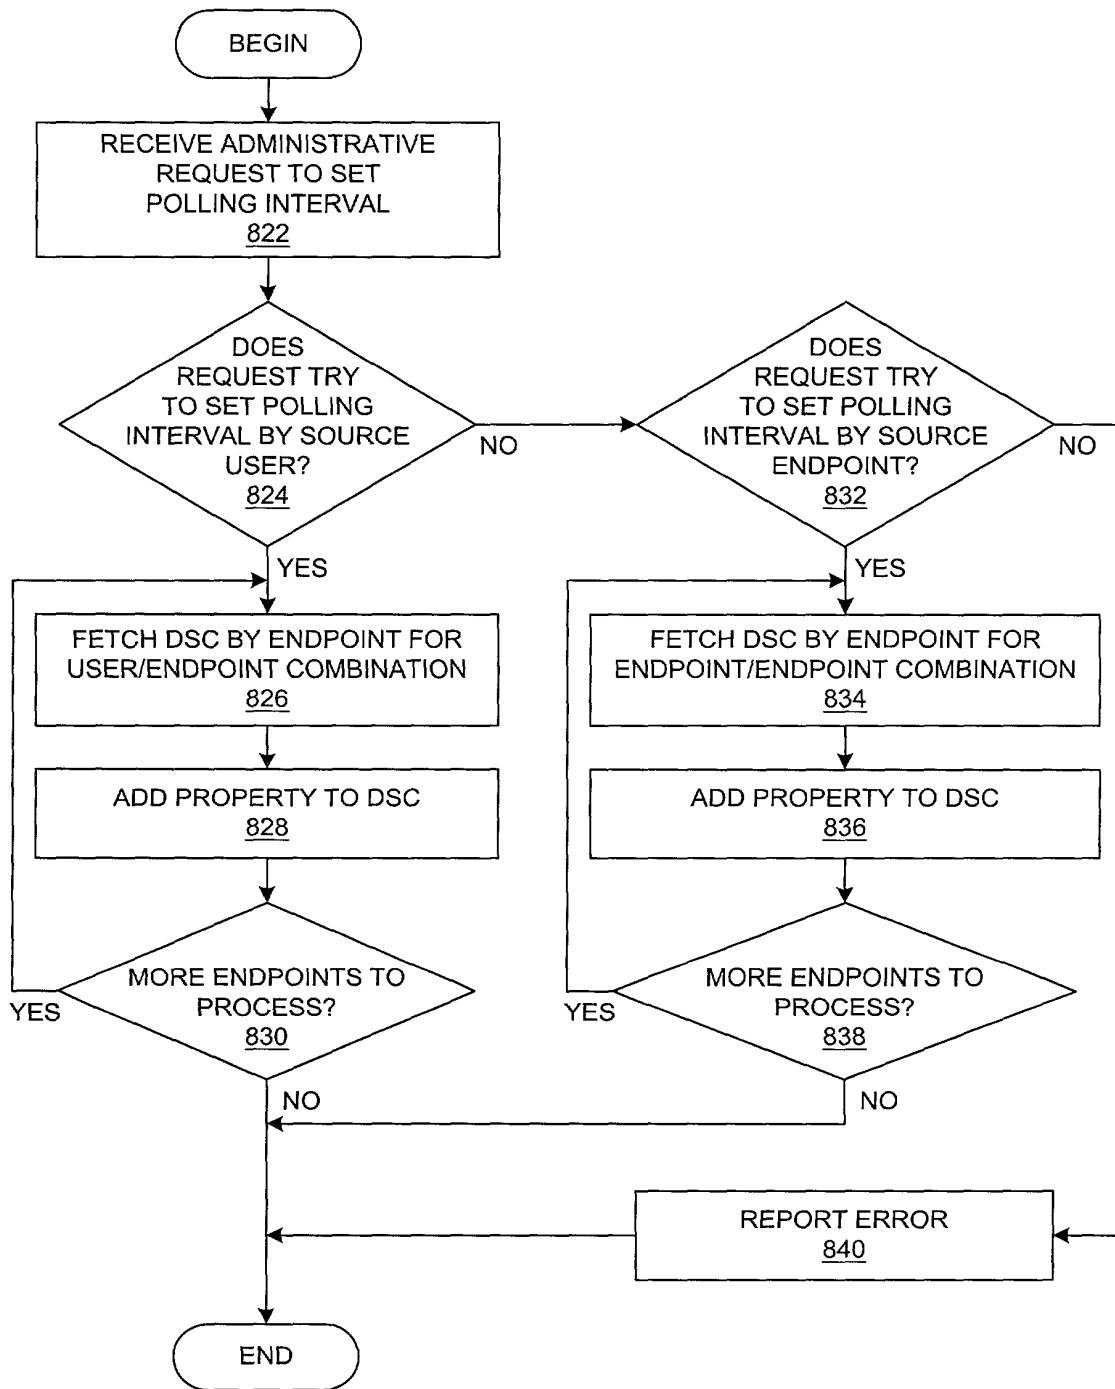 BEGIN
RECEIVE ADMINISTRATIVE
REQUEST TO SET
POLLING INTERVAL
822
DOES
REQUEST TRY
TO SET POLLING
INTERVAL BY SOURCE
USER?
824
NO
YES
DOES
REQUEST TRY
TO SET POLLING
INTERVAL BY SOURCE
ENDPOINT?
832
NO
YES
FETCH DSC BY ENDPOINT FOR
USER/ENDPOINT COMBINATION
826
ADD PROPERTY TO DSC
828
MORE ENDPOINTS TO
PROCESS?
830
YES
NO
FETCH DSC BY ENDPOINT FOR
ENDPOINT/ENDPOINT COMBINATION
834
ADD PROPERTY TO DSC
836
MORE ENDPOINTS TO
PROCESS?
838
YES
NO
REPORT ERROR
840
END